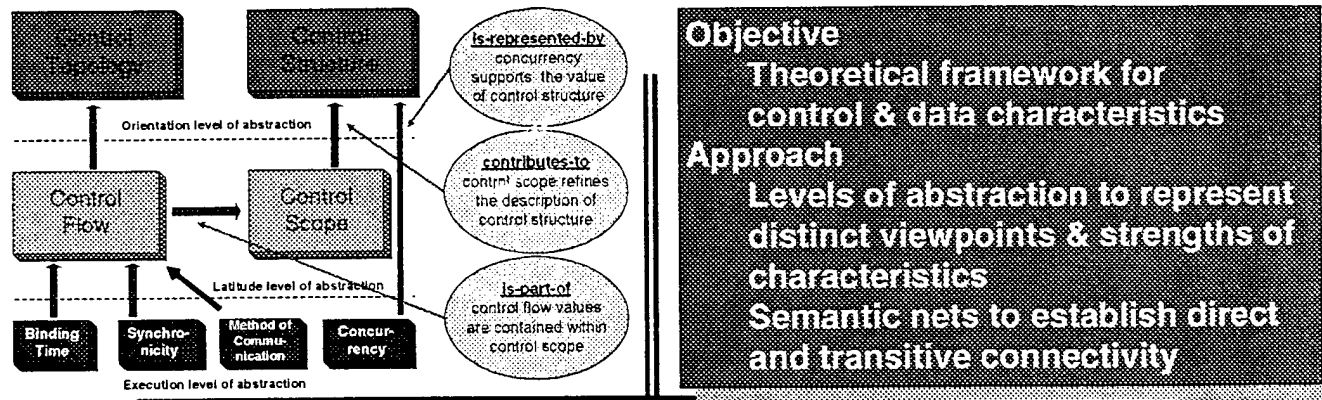 Control
Topology
Control
Structure
Orientation level of abstraction
Control
Flow
Control
Scope
Latitude level of abstraction
Binding
Time
Synchro-
nicity
Method of
Commu-
nication
Concur-
rency
Execution level of abstraction
is-represented-by
concurrency
supports the value
of control structure
contributes-to
control scope refines
the description of
control structure
is-part-of
control flow values
are contained within
control scope
Objective
Theoretical framework for
control & data characteristics
Approach
Levels of abstraction to represent
distinct viewpoints & strengths of
characteristics
Semantic nets to establish direct
and transitive connectivity